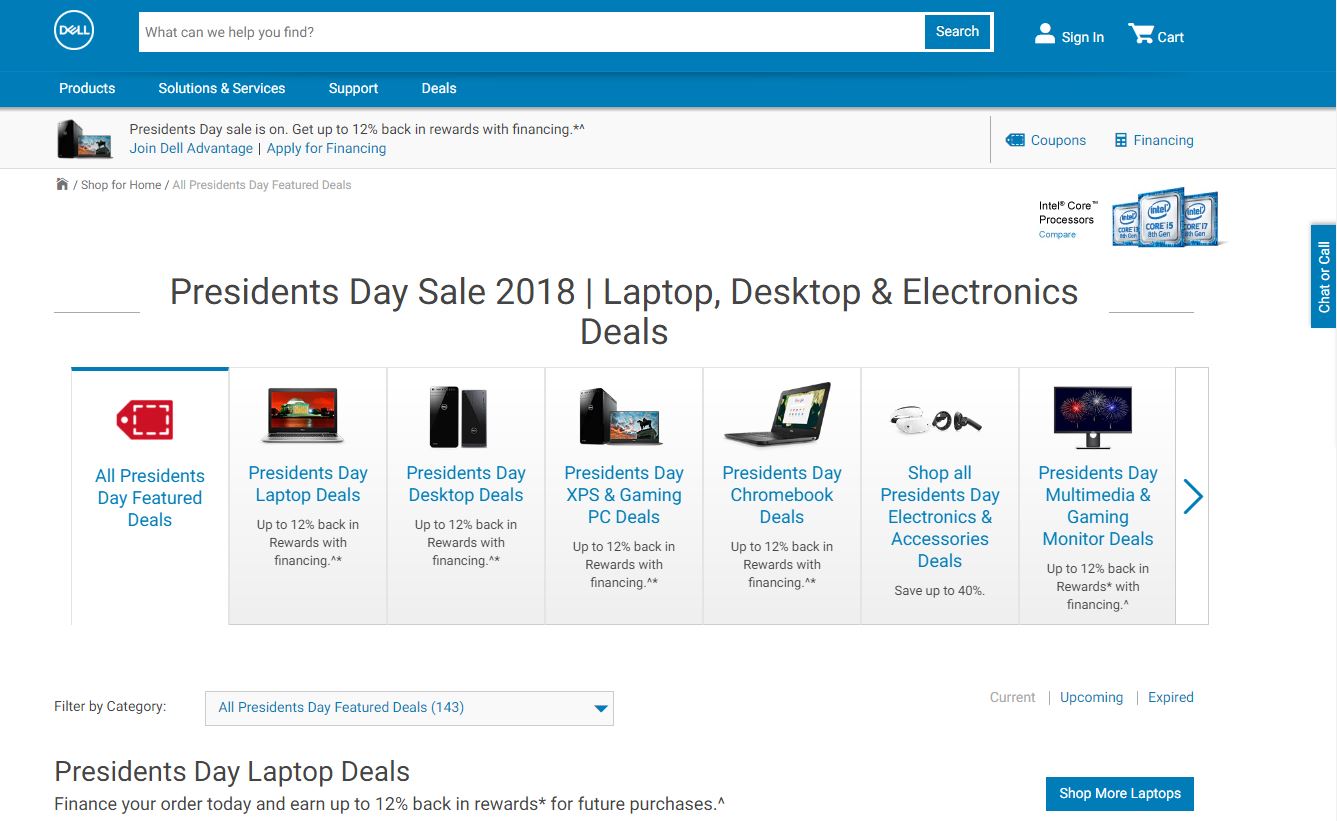 DELL
What can we help you find?
Search
Sign In
Cart
Products
Solutions & Services
Support
Deals
Presidents Day sale is on. Get up to 12% back in rewards with financing.*^
Join Dell Advantage | Apply for Financing
Coupons
Financing
/ Shop for Home / All Presidents Day Featured Deals
Intel® Core™
Processors
Compare
intel
CORE i3
8th Gen
intel
CORE i5
8th Gen
intel
CORE i7
8th Gen
Chat or Call
Presidents Day Sale 2018 | Laptop, Desktop & Electronics
Deals
All Presidents
Day Featured
Deals
Presidents Day
Laptop Deals
Up to 12% back in
Rewards with
financing.^*
Presidents Day
Desktop Deals
Up to 12% back in
Rewards with
financing.^*
Presidents Day
XPS & Gaming
PC Deals
Up to 12% back in
Rewards with
financing.^*
Presidents Day
Chromebook
Deals
Up to 12% back in
Rewards with
financing.^*
Shop all
Presidents Day
Electronics &
Accessories
Deals
Save up to 40%.
Presidents Day
Multimedia &
Gaming
Monitor Deals
Up to 12% back in
Rewards* with
financing.^
Filter by Category:
All Presidents Day Featured Deals (143)
Current | Upcoming | Expired
Presidents Day Laptop Deals
Finance your order today and earn up to 12% back in rewards* for future purchases.^
Shop More Laptops